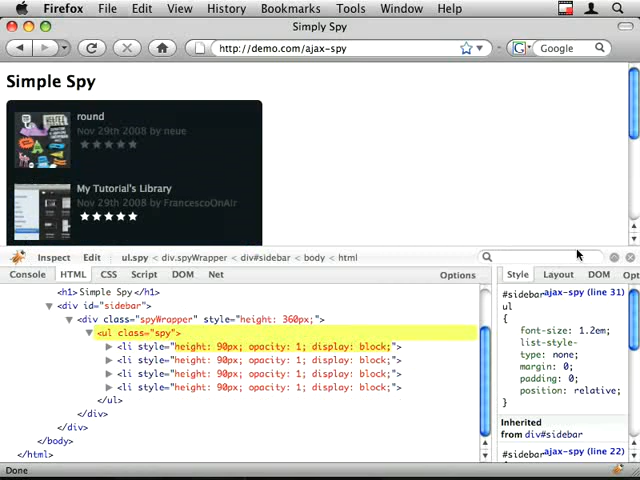 Firefox File Edit View History Bookmarks Tools Window Help
Simply Spy
http://demo.com/ajax-spy
Google
Simple Spy
round
Nov 29th 2008 by neue
My Tutorial's Library
Nov 29th 2008 by FrancescoOnAir
Inspect Edit ul.spy < div.spyWrapper < div#sidebar < body < html
Console HTML CSS Script DOM Net Options
Style Layout DOM Opt
<h1>Simple Spy</h1>
<div id="sidebar">
<div class="spyWrapper" style="height: 360px;">
<ul class="spy">
<li style="height: 90px; opacity: 1; display: block;">
<li style="height: 90px; opacity: 1; display: block;">
<li style="height: 90px; opacity: 1; display: block;">
<li style="height: 90px; opacity: 1; display: block;">
</ul>
</div>
</div>
</body>
</html>
#sidebar ajax-spy (line 31)
ul
{
font-size: 1.2em;
list-style-
type: none;
margin: 0;
padding: 0;
position: relative;
}
Inherited
from div#sidebar
#sidebar ajax-spy (line 22)
Done